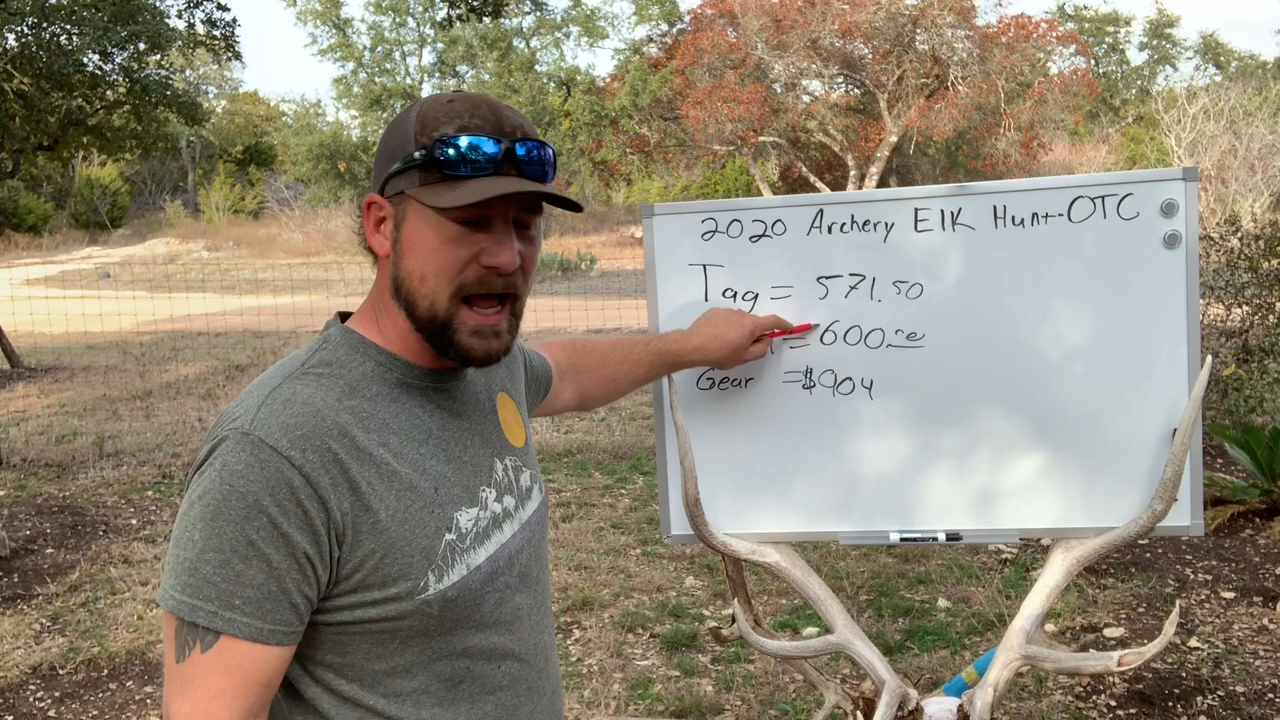 2020 Archery Elk Hunt-OTC
Tag = 571.50
= 600
Gear = $904